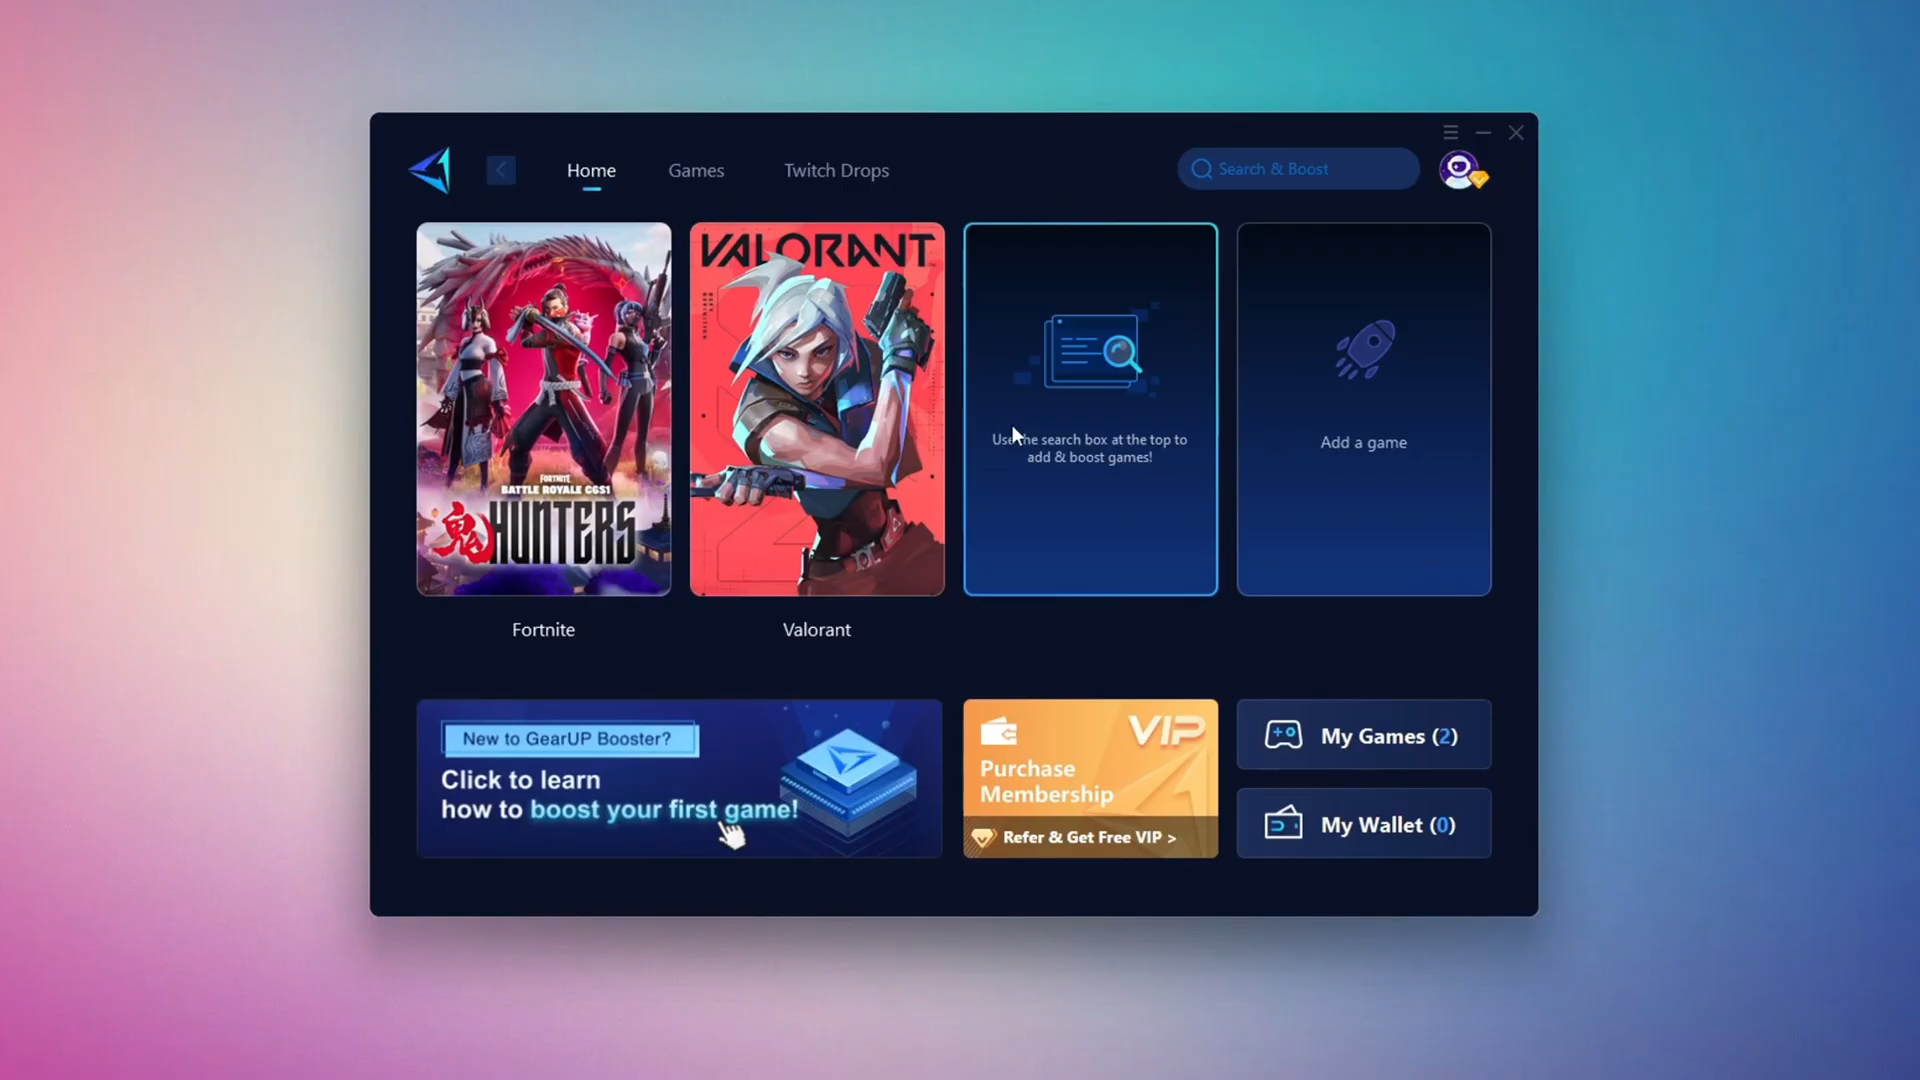 Home
Games
Twitch Drops
Search & Boost
VALORANT
Use the search box at the top to
add & boost games!
Add a game
FORTNITE
BATTLE ROYALE C6S1
鬼 HUNTERS
Fortnite
Valorant
New to GearUP Booster?
Click to learn
how to boost your first game!
VIP
Purchase
Membership
Refer & Get Free VIP >
My Games (2)
My Wallet (0)